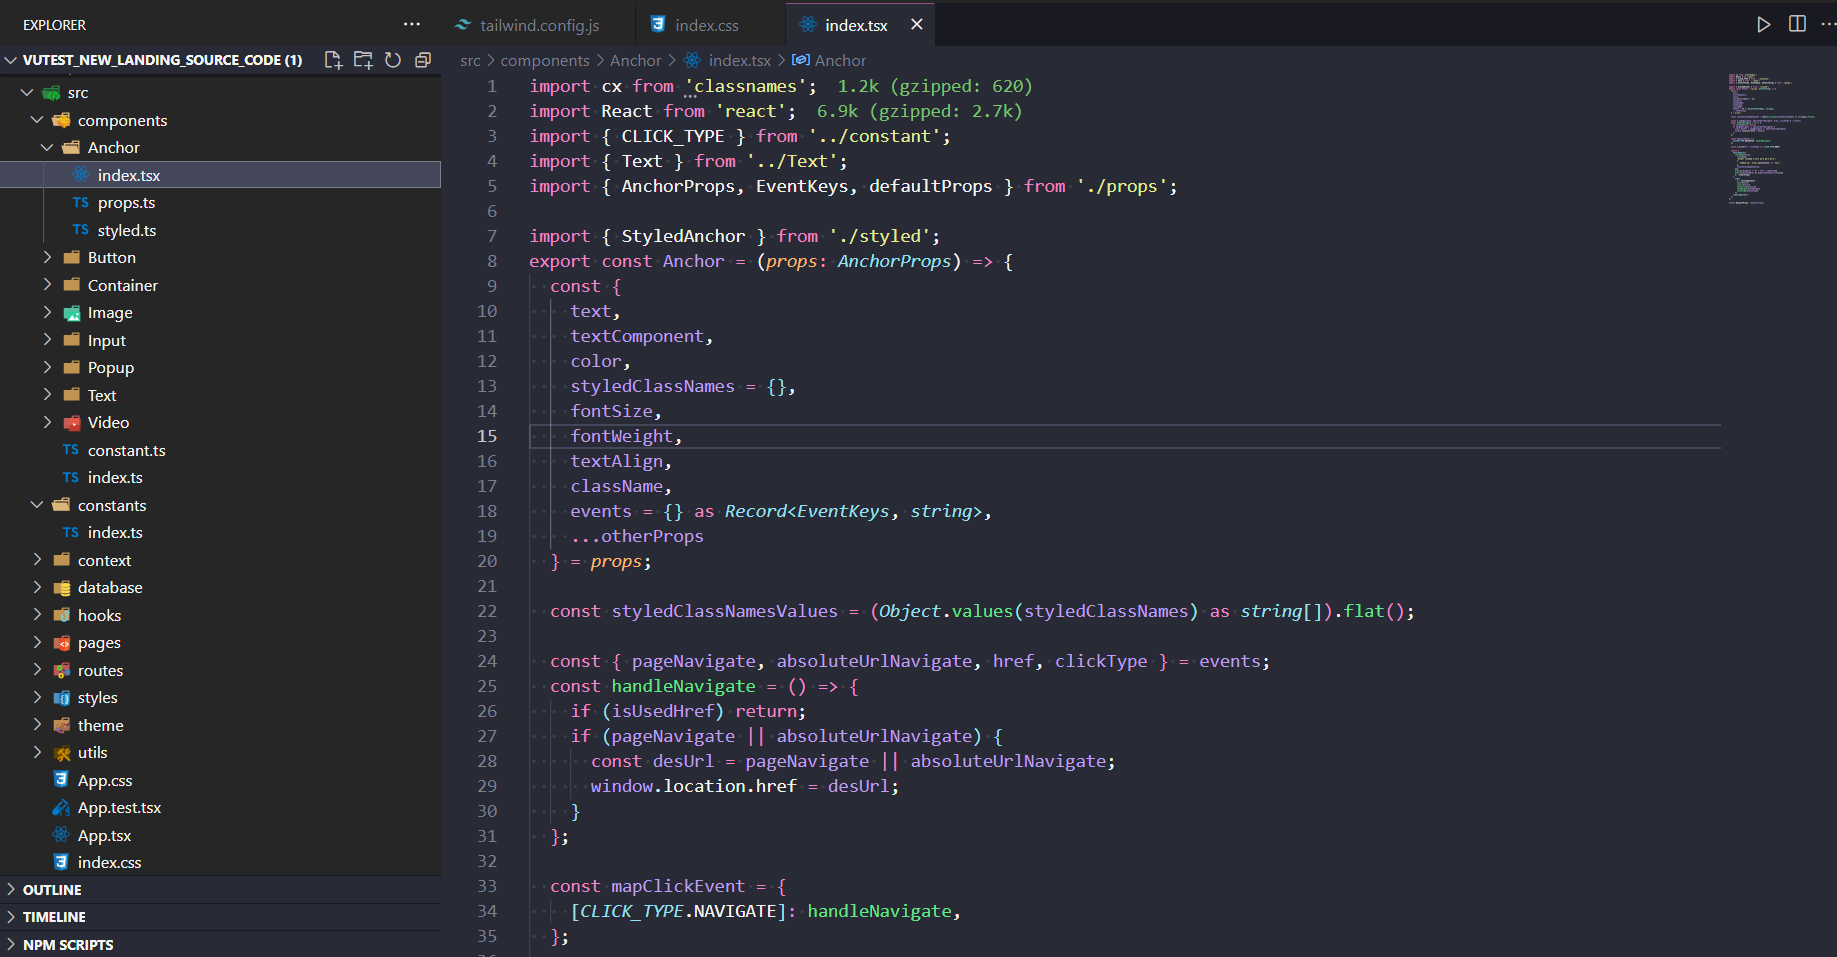 EXPLORER
VUTEST_NEW_LANDING_SOURCE_CODE (1)
src
components
Anchor
index.tsx
TS props.ts
TS styled.ts
Button
Container
Image
Input
Popup
Text
Video
TS constant.ts
TS index.ts
constants
TS index.ts
context
database
hooks
pages
routes
styles
theme
utils
App.css
App.test.tsx
App.tsx
index.css
OUTLINE
TIMELINE
NPM SCRIPTS
tailwind.config.js index.css index.tsx
src > components > Anchor > index.tsx > Anchor
1 import cx from 'classnames'; 1.2k (gzipped: 620)
2 import React from 'react'; 6.9k (gzipped: 2.7k)
3 import { CLICK_TYPE } from '../constant';
4 import { Text } from '../Text';
5 import { AnchorProps, EventKeys, defaultProps } from './props';
6
7 import { StyledAnchor } from './styled';
8 export const Anchor = (props: AnchorProps) => {
9 const {
10 text,
11 textComponent,
12 color,
13 styledClassNames = {},
14 fontSize,
15 fontWeight,
16 textAlign,
17 className,
18 events = {} as Record<EventKeys, string>,
19 ...otherProps
20 } = props;
21
22 const styledClassNamesValues = (Object.values(styledClassNames) as string[]).flat();
23
24 const { pageNavigate, absoluteUrlNavigate, href, clickType } = events;
25 const handleNavigate = () => {
26 if (isUsedHref) return;
27 if (pageNavigate || absoluteUrlNavigate) {
28 const desUrl = pageNavigate || absoluteUrlNavigate;
29 window.location.href = desUrl;
30 }
31 };
32
33 const mapClickEvent = {
34 [CLICK_TYPE.NAVIGATE]: handleNavigate,
35 };